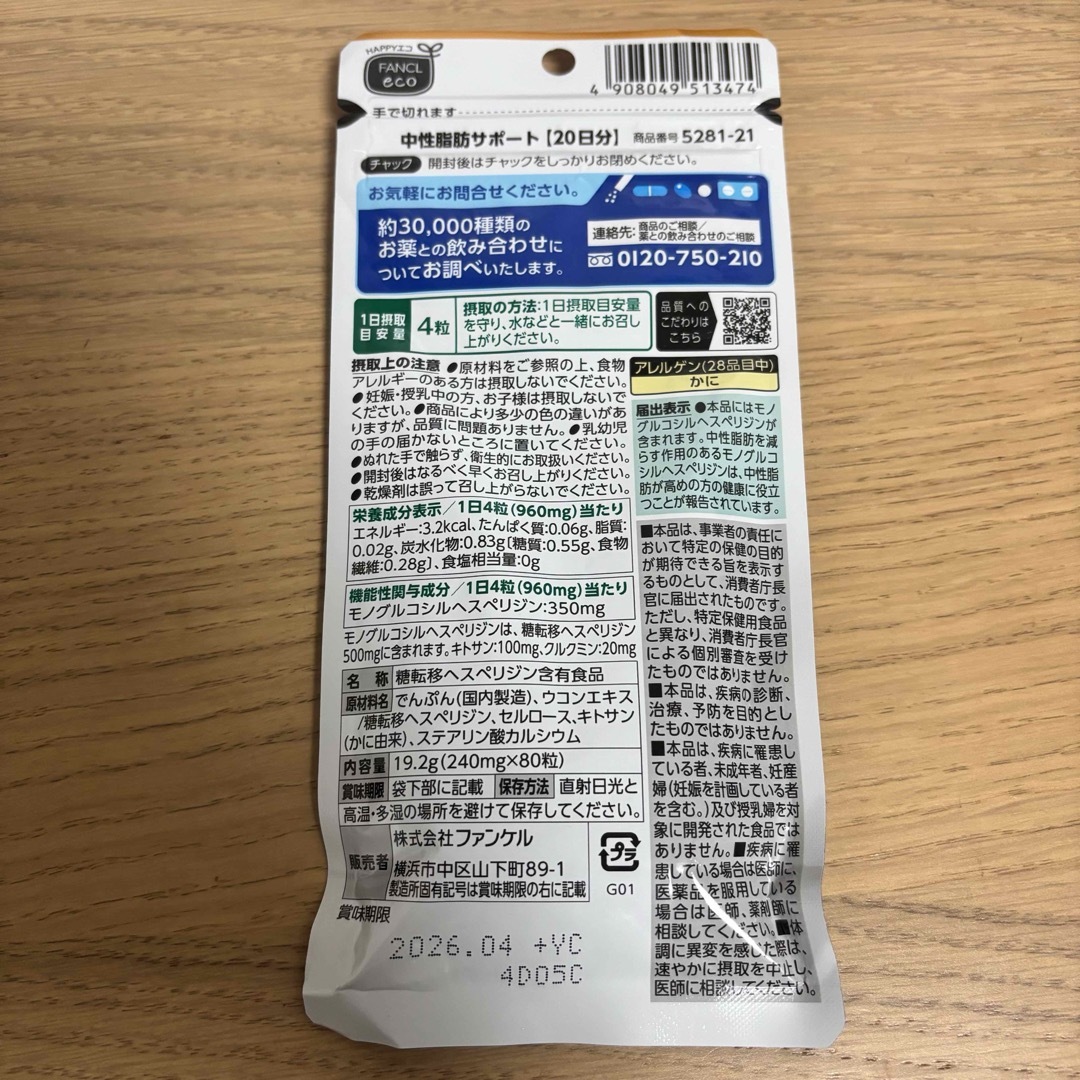 HAPPYエコ
FANCL
eco
4 908049 513474
手で切れます
中性脂肪サポート【20日分】 商品番号 5281-21
チャック 開封後はチャックをしっかりお閉めください。
お気軽にお問合せください。
約30,000種類の
お薬との飲み合わせに
ついてお調べいたします。
連絡先: 商品のご相談/
薬との飲み合わせのご相談
0120-750-210
1日摂取
目安量
4粒
摂取の方法:1日摂取目安量
を守り、水などと一緒にお召し
上がりください。
品質への
こだわりは
こちら
摂取上の注意 ●原材料をご参照の上、食物
アレルギーのある方は摂取しないでください。
●妊娠・授乳中の方、お子様は摂取しないで
ください。●商品により多少の色の違いがあ
りますが、品質に問題ありません。●乳幼児
の手の届かないところに置いてください。
●ぬれた手で触らず、衛生的にお取扱いください。
●開封後はなるべく早くお召し上がりください。
●乾燥剤は誤って召し上がらないでください。
アレルゲン(28品目中)
かに
届出表示 ●本品にはモノ
グルコシルヘスペリジンが
含まれます。中性脂肪を減
らす作用のあるモノグルコ
シルヘスペリジンは、中性脂
肪が高めの方の健康に役立
つことが報告されています。
栄養成分表示/1日4粒(960mg)当たり
エネルギー:3.2kcal、たんぱく質:0.06g、脂質:
0.02g、炭水化物:0.83g〔糖質:0.55g、食物
繊維:0.28g〕、食塩相当量:0g
機能性関与成分/1日4粒(960mg)当たり
モノグルコシルヘスペリジン:350mg
モノグルコシルヘスペリジンは、糖転移ヘスペリジン
500mgに含まれます。キトサン:100mg、クルクミン:20mg
名 称 糖転移ヘスペリジン含有食品
原材料名 でんぷん(国内製造)、ウコンエキス
/糖転移ヘスペリジン、セルロース、キトサン
(かに由来)、ステアリン酸カルシウム
内容量 19.2g(240mg×80粒)
賞味期限 袋下部に記載 保存方法 直射日光と
高温・多湿の場所を避けて保存してください。
販売者
株式会社ファンケル
横浜市中区山下町89-1
製造所固有記号は賞味期限の右に記載
プラ
G01
■本品は、事業者の責任に
おいて特定の保健の目的
が期待できる旨を表示す
るものとして、消費者庁長
官に届出されたものです。
ただし、特定保健用食品
と異なり、消費者庁長官
による個別審査を受け
たものではありません。
■本品は、疾病の診断、
治療、予防を目的とし
たものではありません。
■本品は、疾病に罹患し
ている者、未成年者、妊産
婦(妊娠を計画している者
を含む。)及び授乳婦を対
象に開発された食品では
ありません。■疾病に罹
患している場合は医師に、
医薬品を服用している
場合は医師、薬剤師に
相談してください。■体
調に異変を感じた際は、
速やかに摂取を中止し、
医師に相談してください。
賞味期限
2026.04 +YC
4D05C